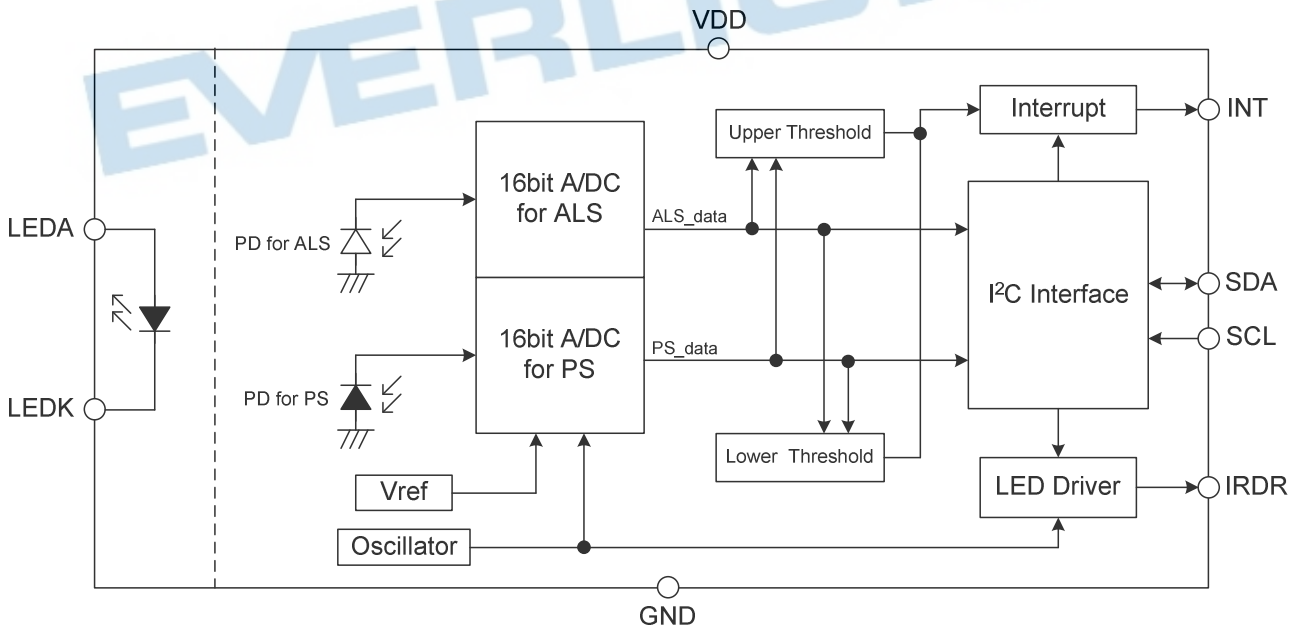 EVERLIG
VDD
INT
Interrupt
Upper Threshold
16bit A/DC
for ALS
LEDA
PD for ALS
ALS_data
I²C Interface
SDA
SCL
16bit A/DC
for PS
PS_data
LEDK
PD for PS
Lower Threshold
Vref
LED Driver
IRDR
Oscillator
GND